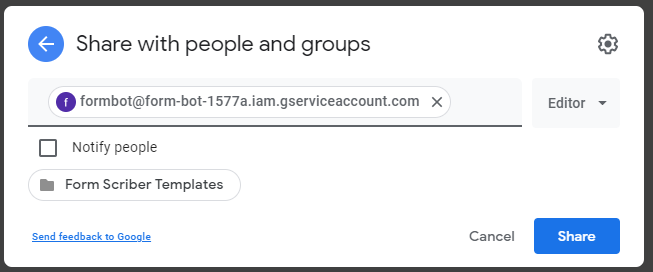 Share with people and groups
f formbot@form-bot-1577a.iam.gserviceaccount.com
Editor
Notify people
Form Scriber Templates
Send feedback to Google
Cancel
Share